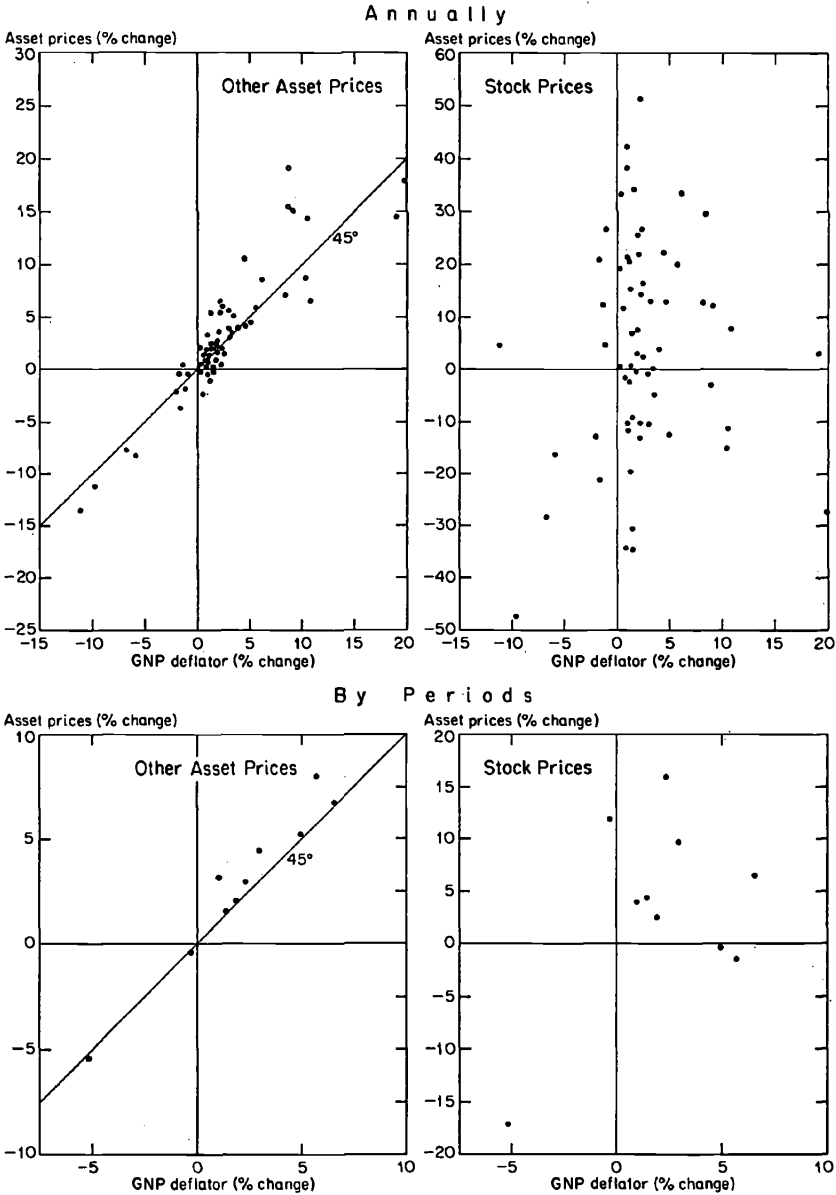 Annually
Asset prices (% change)
Other Asset Prices
30
25
20
15
10
5
0
-5
-10
-15
-20
-25
45°
-15 -10 -5 0 5 10 15 20
GNP deflator (% change)
Asset prices (% change)
Stock Prices
60
50
40
30
20
10
0
-10
-20
-30
-40
-50
-10 -5 0 5 10 15 20
GNP deflator (% change)
By Periods
Asset prices (% change)
Other Asset Prices
10
5
0
-5
-10
45°
-5 0 5 10
GNP deflator (% change)
Asset prices (% change)
Stock Prices
20
15
10
5
0
-5
-10
-15
-20
-5 0 5 10
GNP deflator (% change)